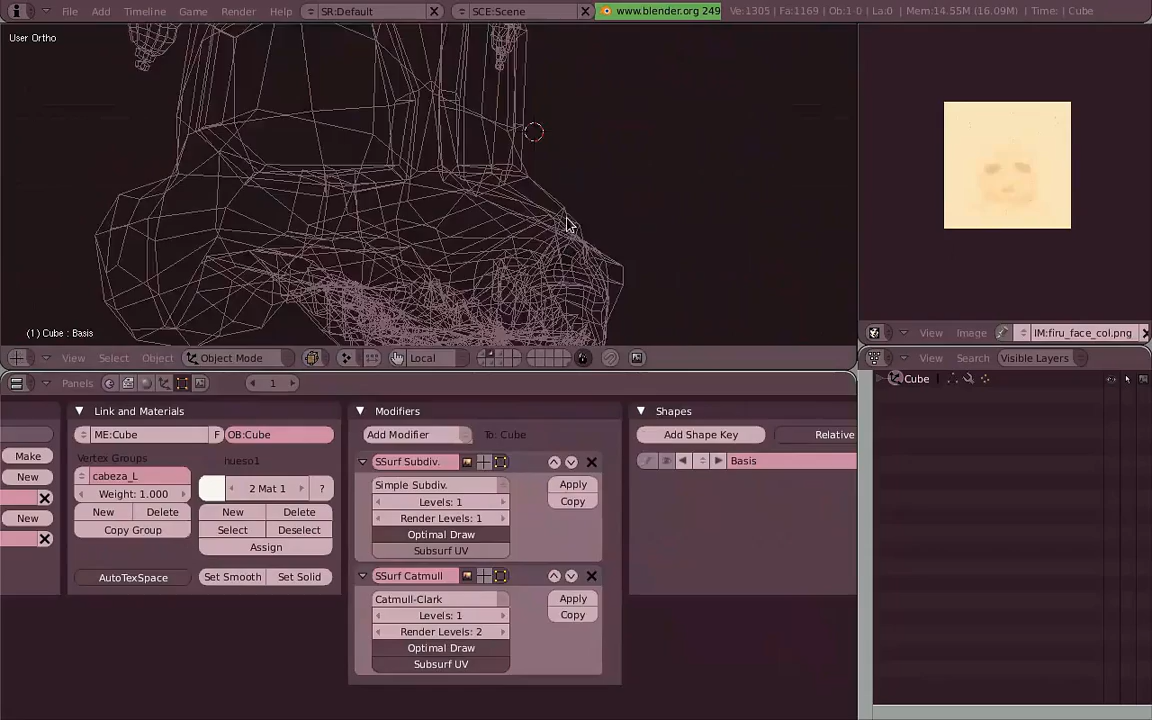 File Add Timeline Game Render Help SR:Default SCE:Scene www.blender.org 249 Ve:1305 | Fa:1169 | Ob:1-0 | La:0 | Mem:14.55M (16.09M) | Time: | Cube
User Ortho
(1) Cube : Basis
View Select Object Object Mode Local
View Image IM:firu_face_col.png
View Search Visible Layers
Cube
Panels 1
Link and Materials
ME:Cube F OB:Cube
Vertex Groups
hueso1
cabeza_L
Weight: 1.000
2 Mat 1 ?
New Delete New Delete
Copy Group Select Deselect
Assign
AutoTexSpace Set Smooth Set Solid
Make
New
New
Modifiers
Add Modifier To: Cube
SSurf Subdiv.
Simple Subdiv. Apply
Levels: 1 Copy
Render Levels: 1
Optimal Draw
Subsurf UV
SSurf Catmull
Catmull-Clark Apply
Levels: 1 Copy
Render Levels: 2
Optimal Draw
Subsurf UV
Shapes
Add Shape Key Relative
Basis